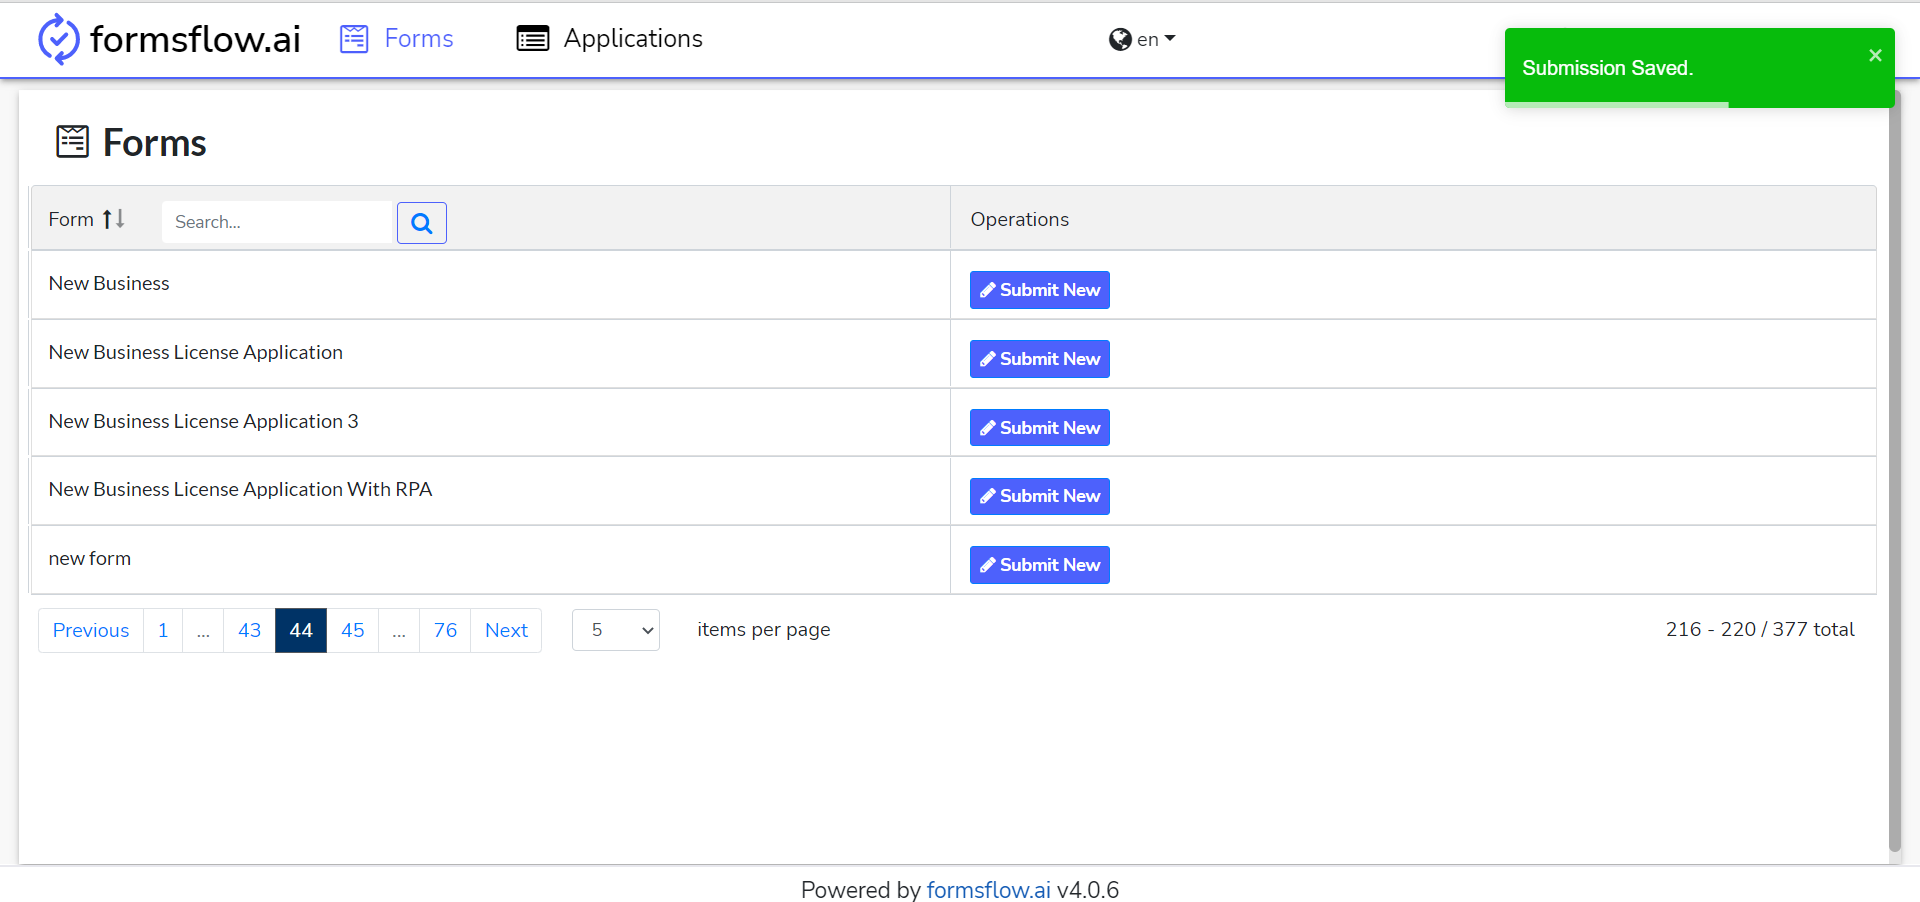 formsflow.ai Forms Applications en
Submission Saved. ×
Forms
Form Search... Operations
New Business Submit New
New Business License Application Submit New
New Business License Application 3 Submit New
New Business License Application With RPA Submit New
new form Submit New
Previous 1 ... 43 44 45 ... 76 Next 5 items per page 216 - 220 / 377 total
Powered by formsflow.ai v4.0.6